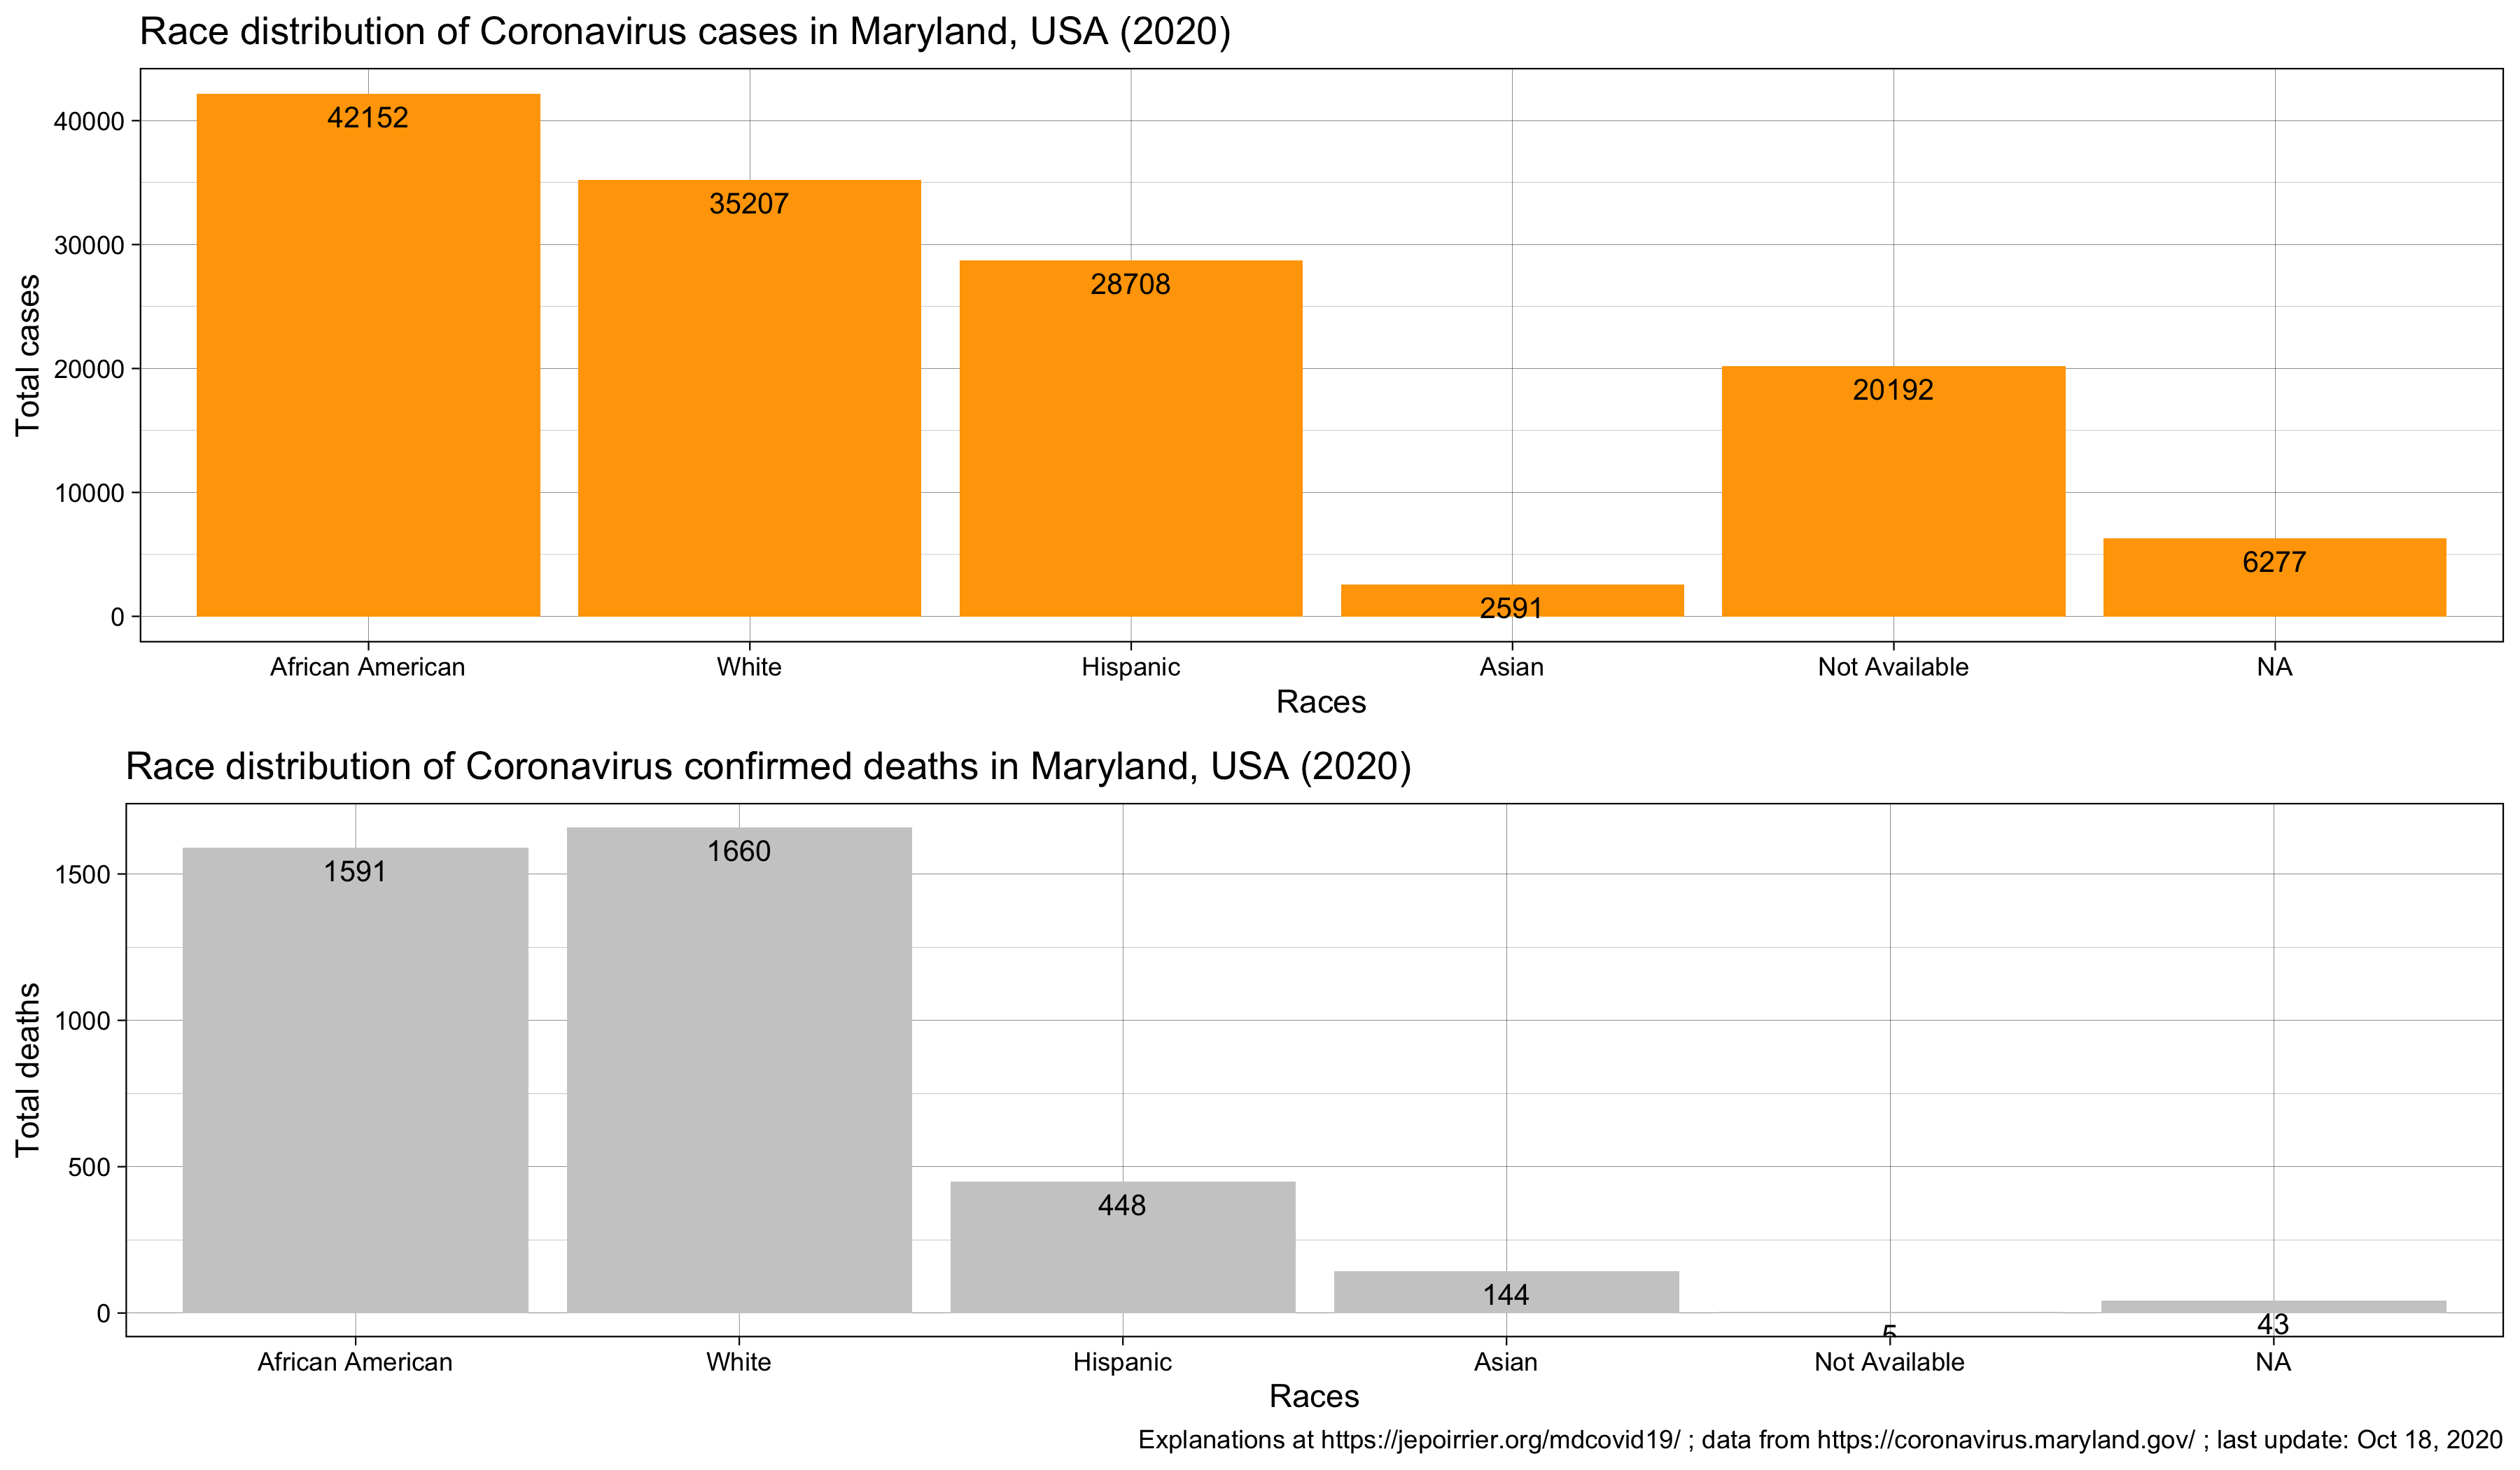 Race distribution of Coronavirus cases in Maryland, USA (2020)
Total cases
40000
30000
20000
10000
0
42152
35207
28708
2591
20192
6277
African American
White
Hispanic
Asian
Not Available
NA
Races
Race distribution of Coronavirus confirmed deaths in Maryland, USA (2020)
Total deaths
1500
1000
500
0
1591
1660
448
144
5
43
African American
White
Hispanic
Asian
Not Available
NA
Races
Explanations at https://jepoirrier.org/mdcovid19/ ; data from https://coronavirus.maryland.gov/ ; last update: Oct 18, 2020